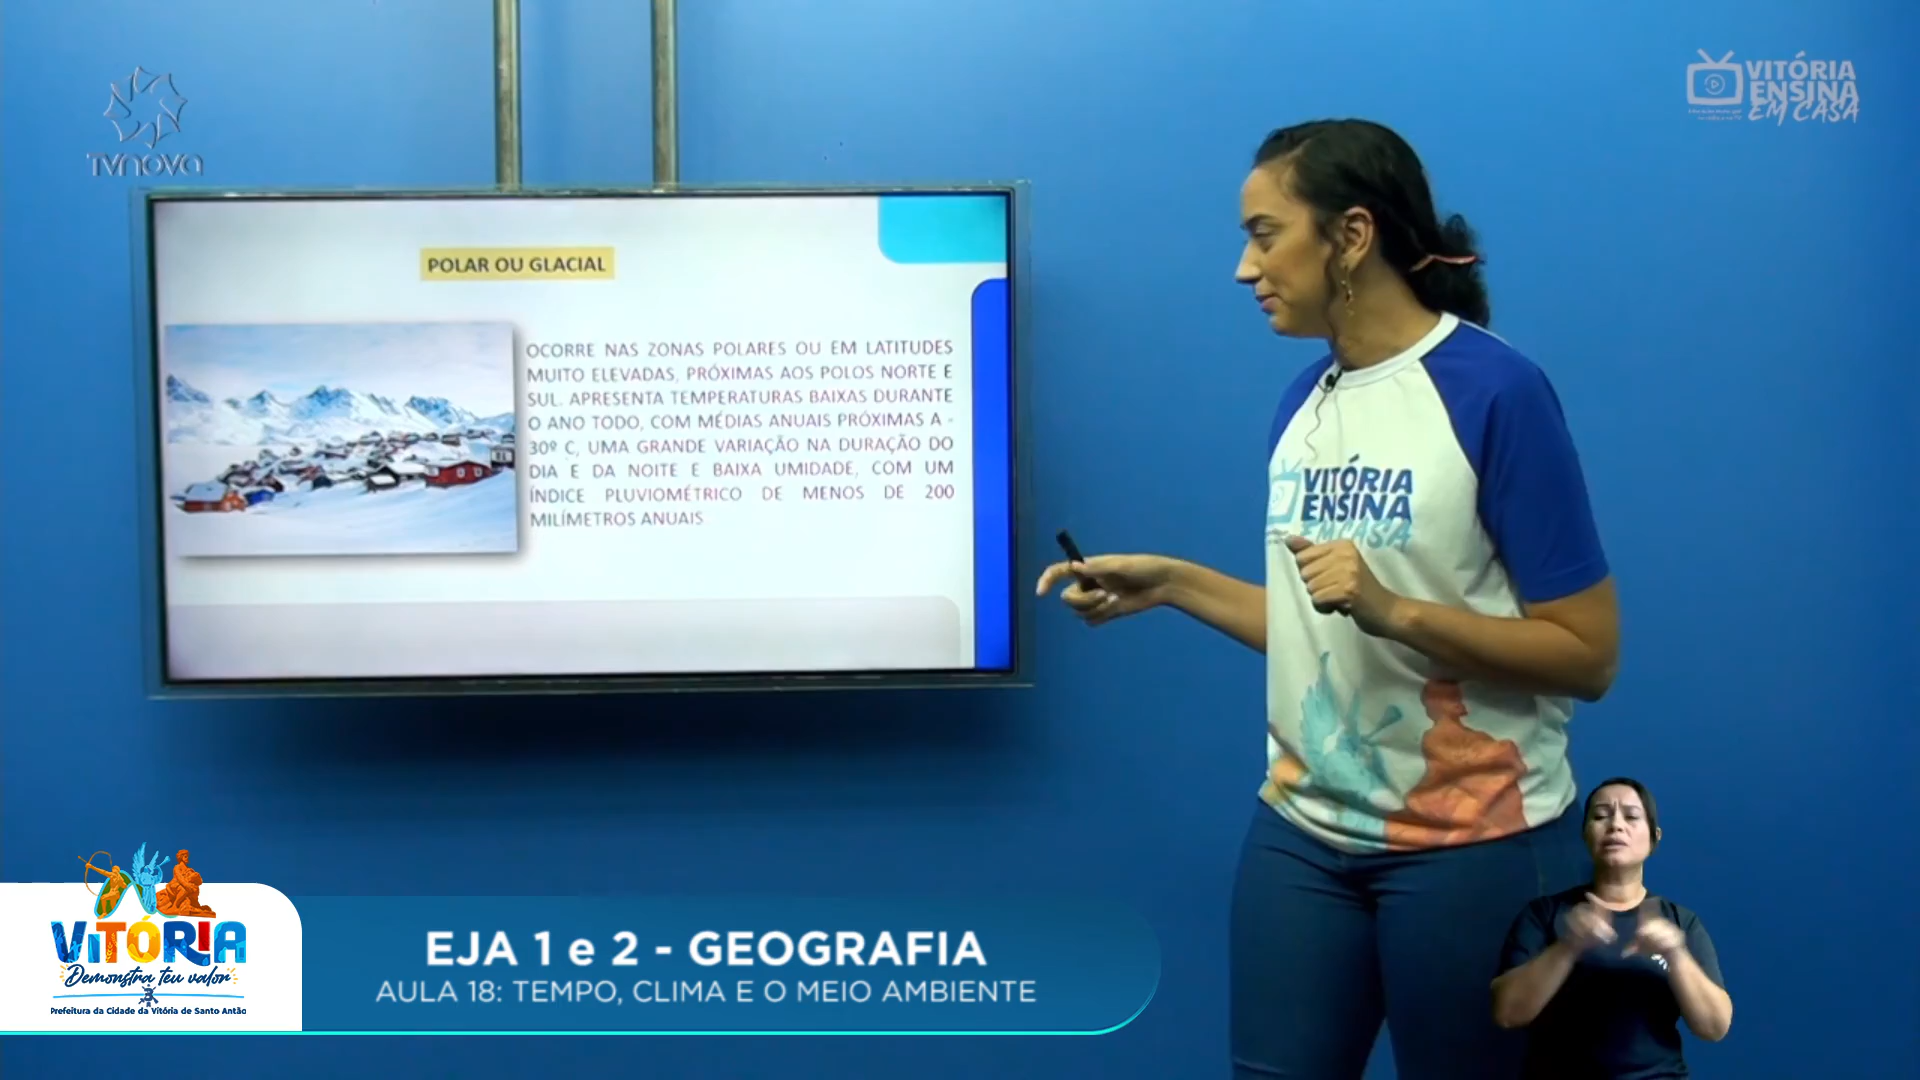 TVNOVA
VITÓRIA
ENSINA
EM CASA
POLAR OU GLACIAL
OCORRE NAS ZONAS POLARES OU EM LATITUDES
MUITO ELEVADAS, PRÓXIMAS AOS POLOS NORTE E
SUL. APRESENTA TEMPERATURAS BAIXAS DURANTE
O ANO TODO, COM MÉDIAS ANUAIS PRÓXIMAS A -
30º C, UMA GRANDE VARIAÇÃO NA DURAÇÃO DO
DIA E DA NOITE E BAIXA UMIDADE, COM UM
ÍNDICE PLUVIOMÉTRICO DE MENOS DE 200
MILÍMETROS ANUAIS
VITÓRIA
ENSINA
EM CASA
VITÓRIA
Demonstra teu valor
Prefeitura da Cidade da Vitória de Santo Antão
EJA 1 e 2 - GEOGRAFIA
AULA 18: TEMPO, CLIMA E O MEIO AMBIENTE